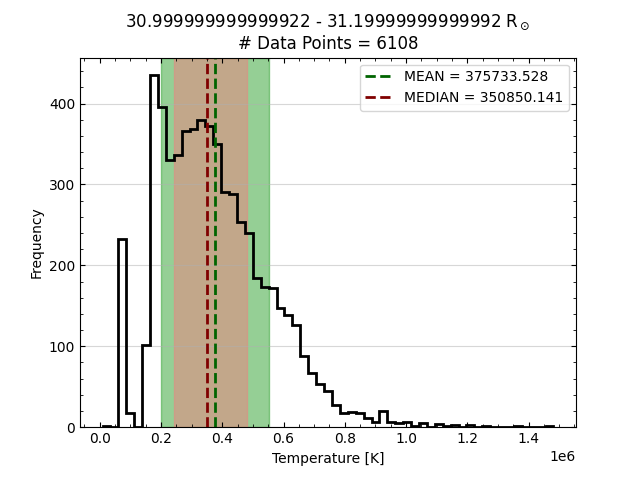 30.999999999999922 - 31.19999999999992 R⊙
# Data Points = 6108
MEAN = 375733.528
MEDIAN = 350850.141
Frequency
400
300
200
100
0
0.0 0.2 0.4 0.6 0.8 1.0 1.2 1.4
1e6
Temperature [K]